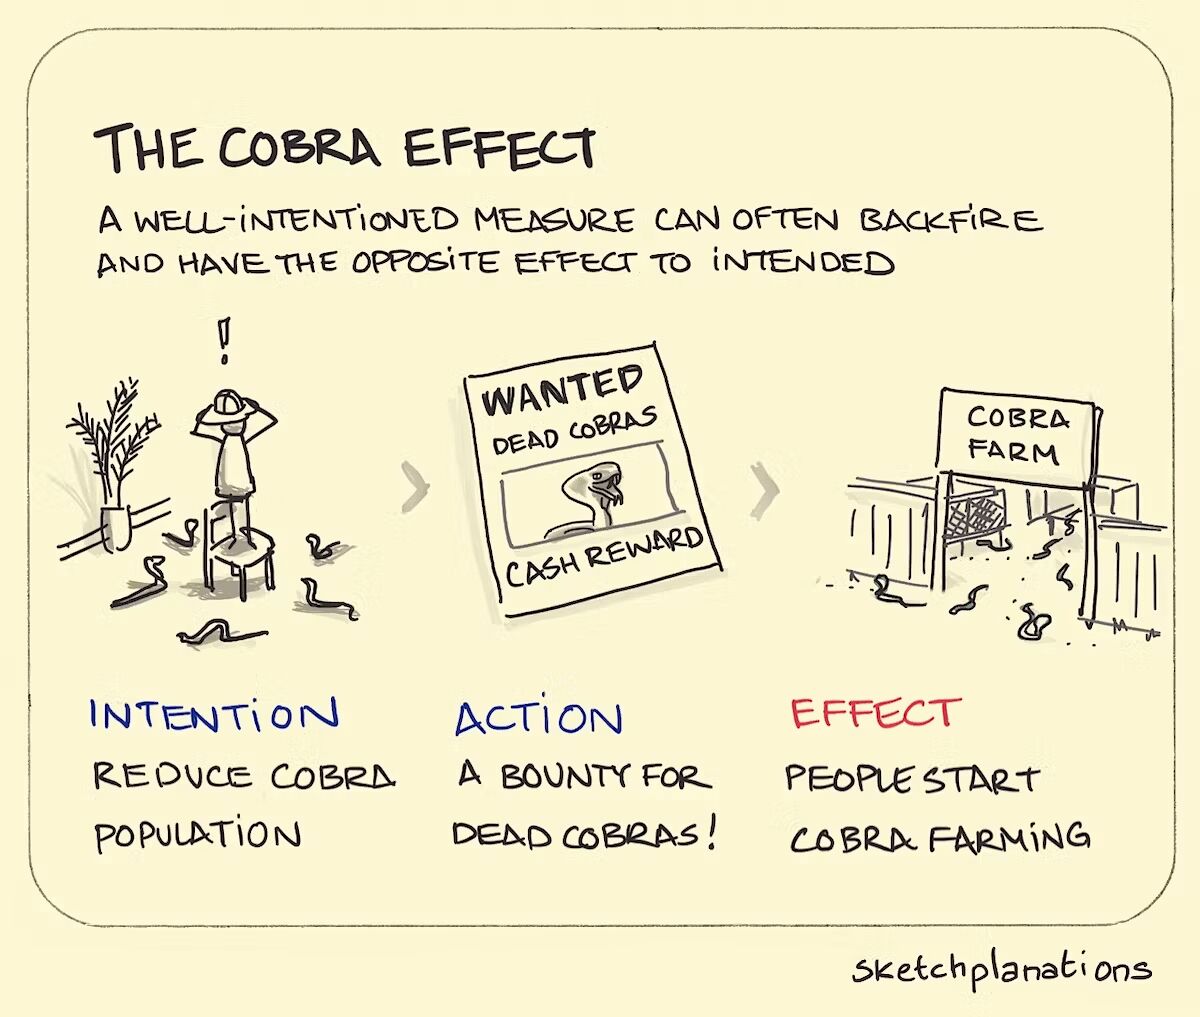 THE COBRA EFFECT
A WELL-INTENTIONED MEASURE CAN OFTEN BACKFIRE
AND HAVE THE OPPOSITE EFFECT TO INTENDED
!
WANTED
DEAD COBRAS
CASH REWARD
COBRA
FARM
INTENTION
REDUCE COBRA
POPULATION
ACTION
A BOUNTY FOR
DEAD COBRAS!
EFFECT
PEOPLE START
COBRA FARMING
sketchplanations